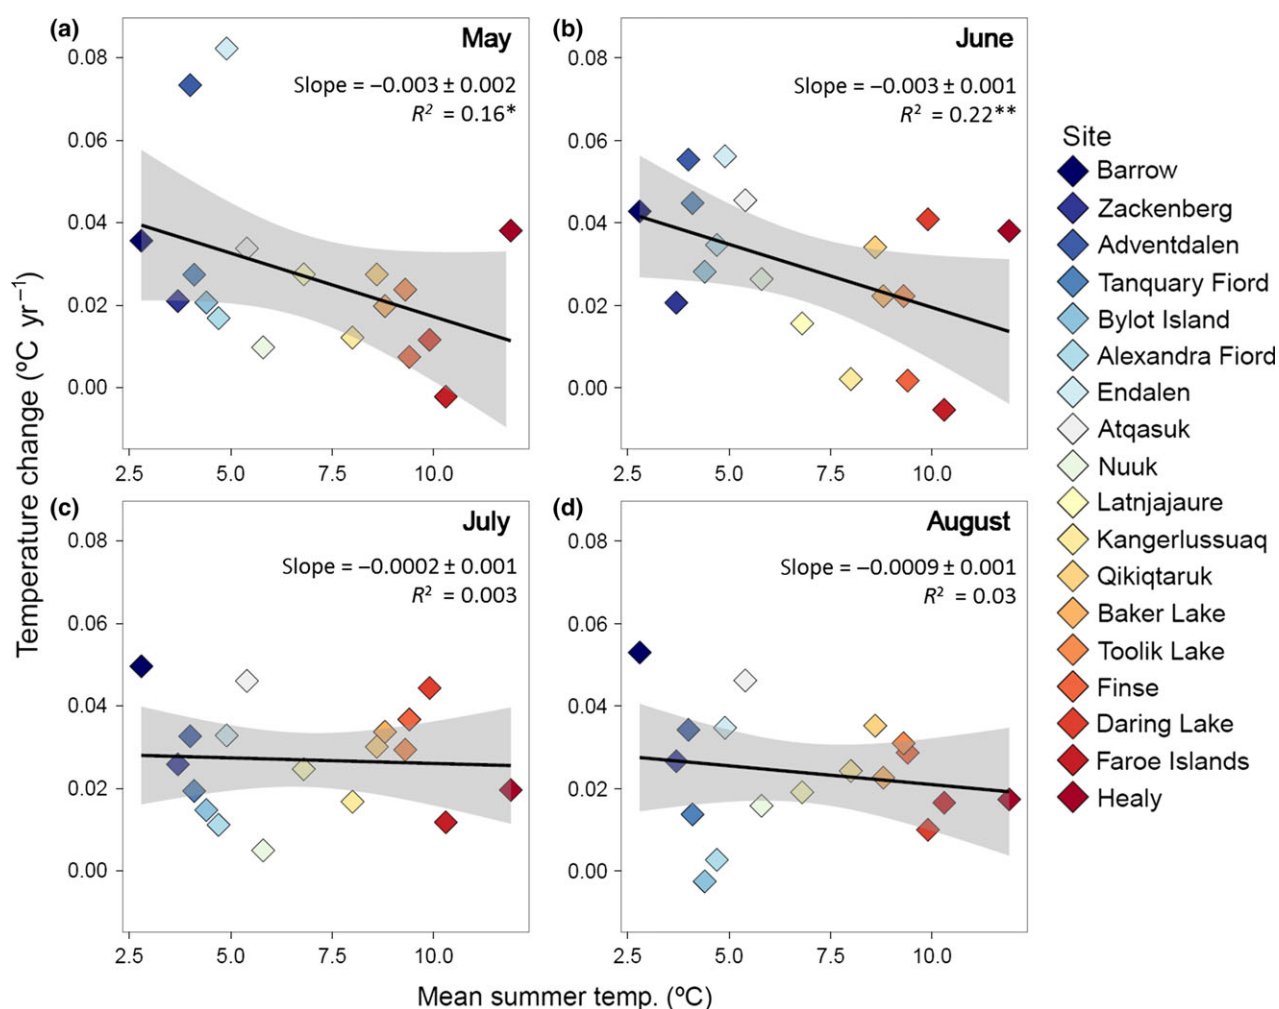 (a)
May
Slope = −0.003 ± 0.002
R² = 0.16*
0.08
0.06
0.04
0.02
0.00
2.5 5.0 7.5 10.0
(b)
June
Slope = −0.003 ± 0.001
R² = 0.22**
0.08
0.06
0.04
0.02
0.00
2.5 5.0 7.5 10.0
(c)
July
Slope = −0.0002 ± 0.001
R² = 0.003
0.08
0.06
0.04
0.02
0.00
2.5 5.0 7.5 10.0
(d)
August
Slope = −0.0009 ± 0.001
R² = 0.03
0.08
0.06
0.04
0.02
0.00
2.5 5.0 7.5 10.0
Temperature change (ºC yr⁻¹)
Mean summer temp. (ºC)
Site
Barrow
Zackenberg
Adventdalen
Tanquary Fiord
Bylot Island
Alexandra Fiord
Endalen
Atqasuk
Nuuk
Latnjajaure
Kangerlussuaq
Qikiqtaruk
Baker Lake
Toolik Lake
Finse
Daring Lake
Faroe Islands
Healy